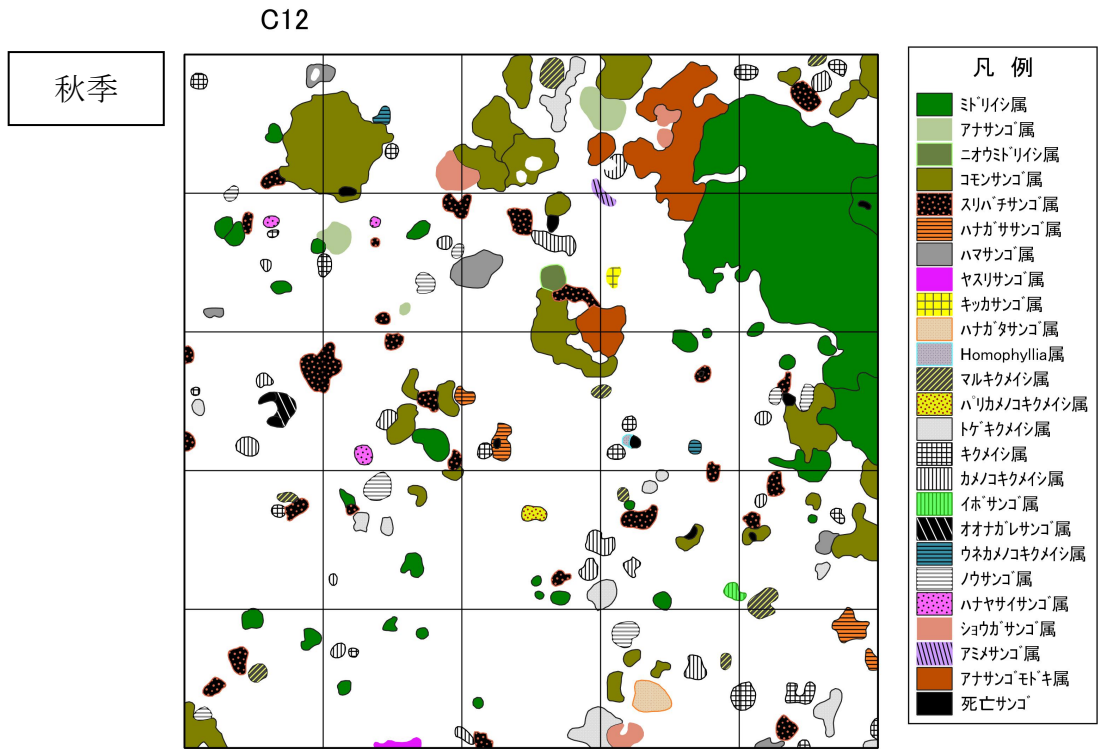 C12
秋季
凡 例
ミドリイシ属
アナサンゴ属
ニオウミドリイシ属
コモンサンゴ属
スリバチサンゴ属
ハナガササンゴ属
ハマサンゴ属
ヤスリサンゴ属
キッカサンゴ属
ハナガタサンゴ属
Homophyllia属
マルキクメイシ属
パリカメノコキクメイシ属
トゲキクメイシ属
キクメイシ属
カメノコキクメイシ属
イボサンゴ属
オオナガレサンゴ属
ウネカメノコキクメイシ属
ノウサンゴ属
ハナヤサイサンゴ属
ショウガサンゴ属
アミメサンゴ属
アナサンゴモドキ属
死亡サンゴ